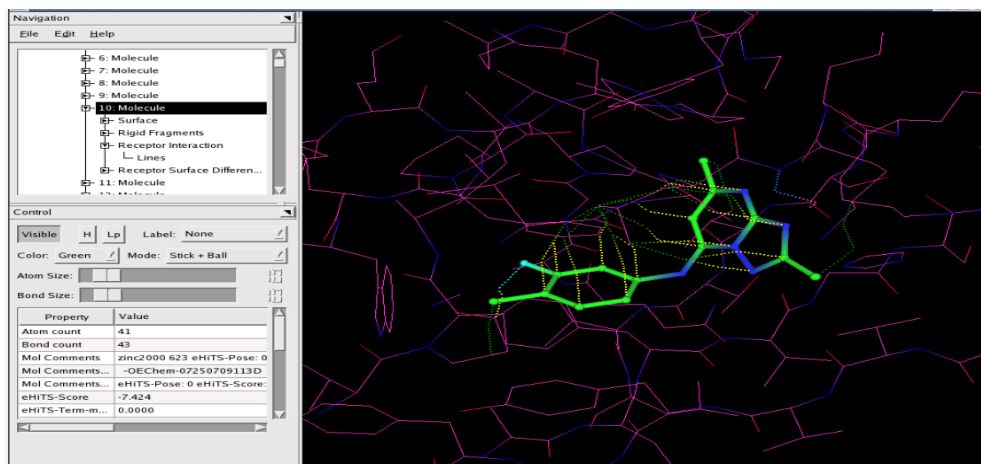 Navigation
File Edit Help
6: Molecule
7: Molecule
8: Molecule
9: Molecule
10: Molecule
Surface
Rigid Fragments
Receptor Interaction
Lines
Receptor Surface Differen...
11: Molecule
Control
Visible H Lp Label: None
Color: Green Mode: Stick + Ball
Atom Size:
Bond Size:
Property Value
Atom count 41
Bond count 43
Mol Comments zinc2000 623 eHiTS-Pose: 0
Mol Comments... -OEChem-07250709113D
Mol Comments... eHiTS-Pose: 0 eHiTS-Score:
eHiTS-Score -7.424
eHiTS-Term-m... 0.0000